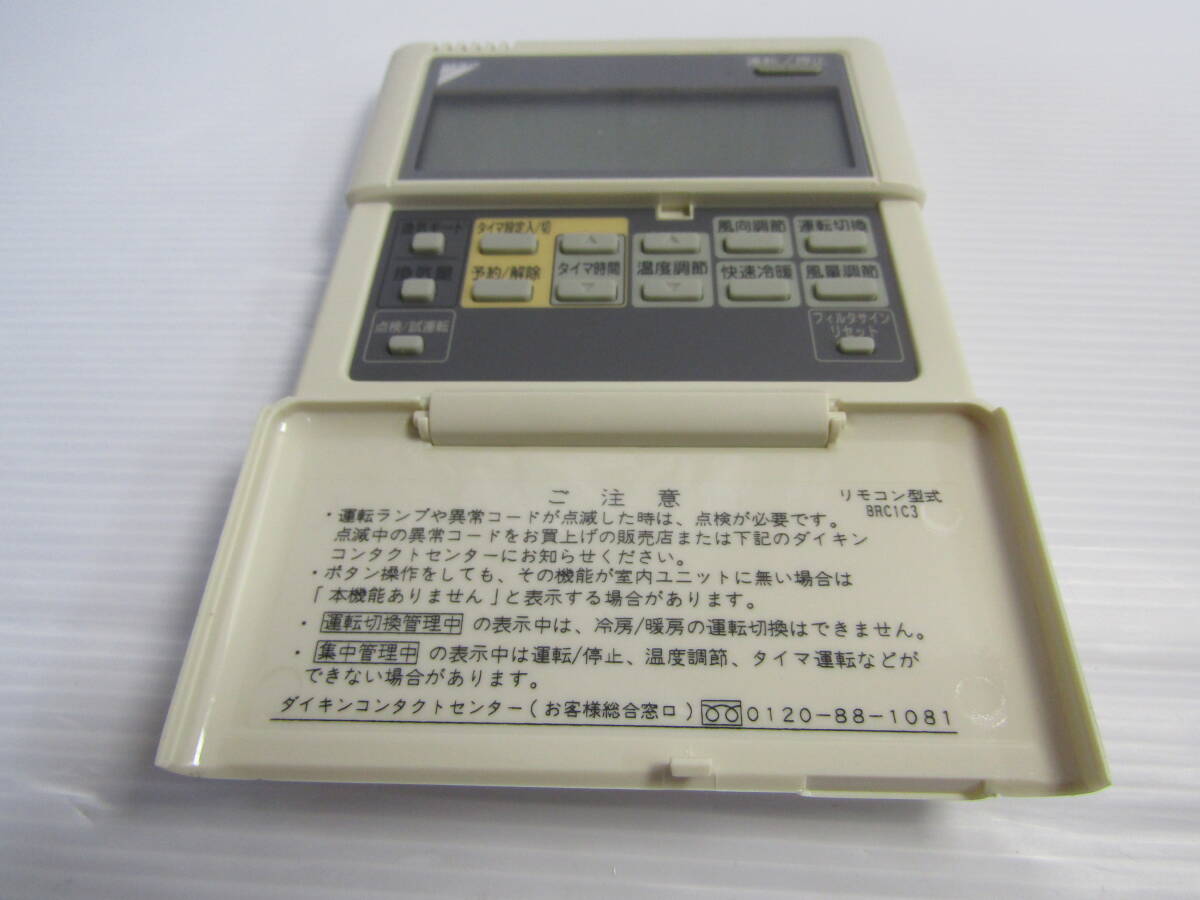 運転/停止
換気モード
タイマ設定入/切
風向調節
運転切換
換気量
予約/解除
タイマ時間
温度調節
快速冷暖
風量調節
点検/試運転
フィルタサイン
リセット
ご 注 意
リモコン型式
BRC1C3
・運転ランプや異常コードが点滅した時は、点検が必要です。
点滅中の異常コードをお買上げの販売店または下記のダイキン
コンタクトセンターにお知らせください。
・ボタン操作をしても、その機能が室内ユニットに無い場合は
「本機能ありません」と表示する場合があります。
・ 運転切換管理中 の表示中は、冷房/暖房の運転切換はできません。
・ 集中管理中 の表示中は運転/停止、温度調節、タイマ運転などが
できない場合があります。
ダイキンコンタクトセンター(お客様総合窓口) 0120-88-1081